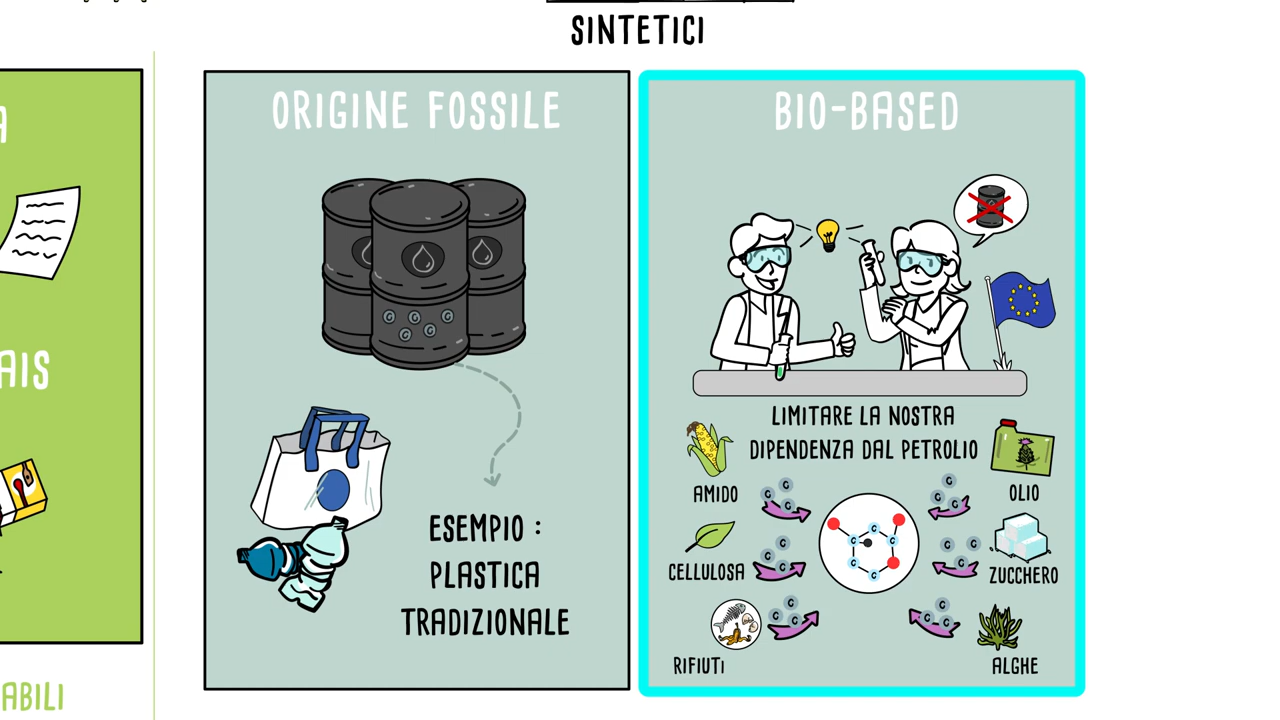 SINTETICI
ORIGINE FOSSILE
ESEMPIO :
PLASTICA
TRADIZIONALE
BIO-BASED
LIMITARE LA NOSTRA
DIPENDENZA DAL PETROLIO
AMIDO
OLIO
CELLULOSA
ZUCCHERO
RIFIUTI
ALGHE